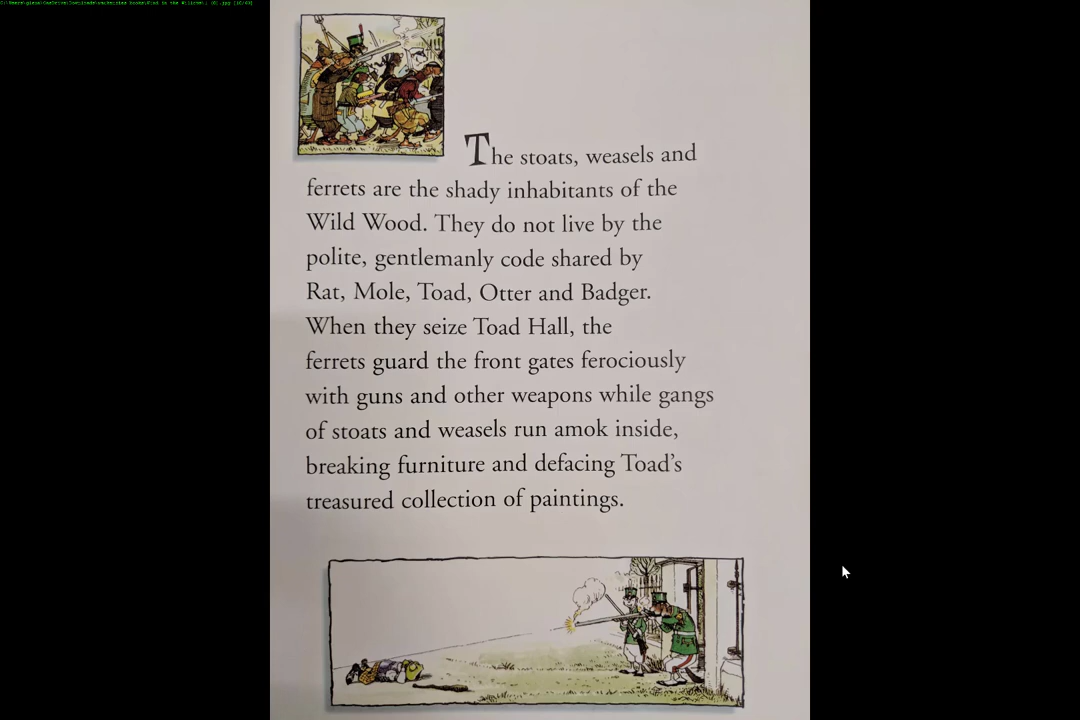 The stoats, weasels and
ferrets are the shady inhabitants of the
Wild Wood. They do not live by the
polite, gentlemanly code shared by
Rat, Mole, Toad, Otter and Badger.
When they seize Toad Hall, the
ferrets guard the front gates ferociously
with guns and other weapons while gangs
of stoats and weasels run amok inside,
breaking furniture and defacing Toad's
treasured collection of paintings.